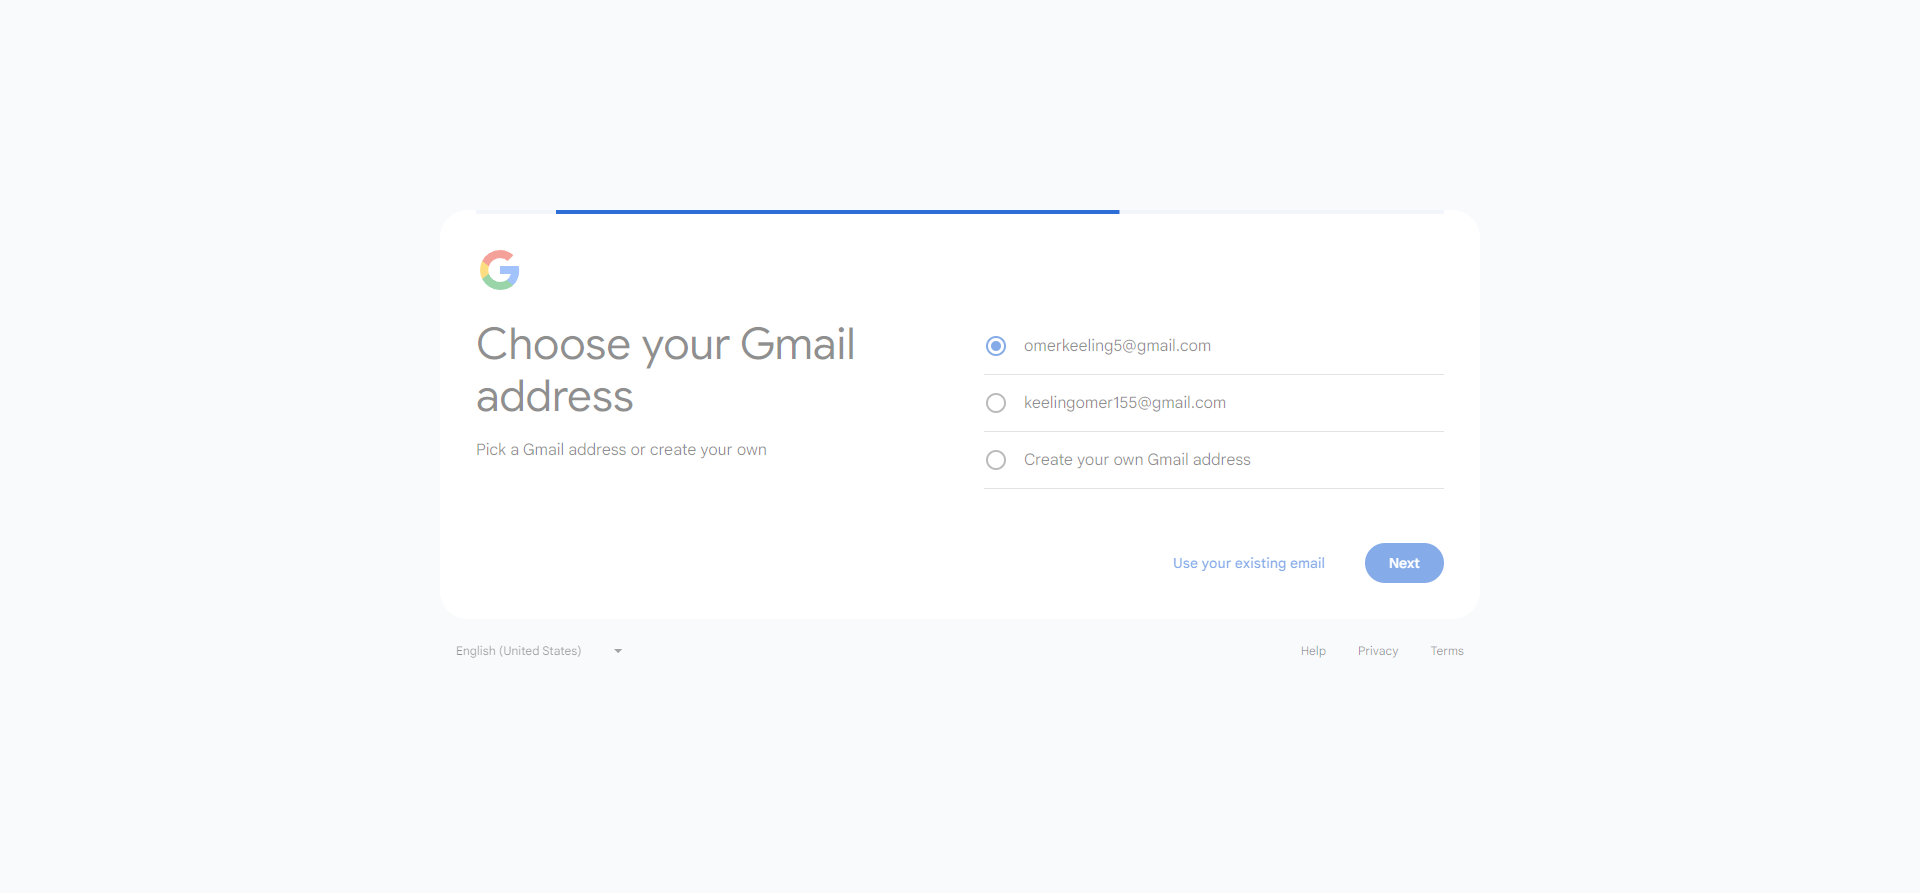 Choose your Gmail
address
Pick a Gmail address or create your own
omerkeeling5@gmail.com
keelingomer155@gmail.com
Create your own Gmail address
Use your existing email
Next
English (United States)
Help
Privacy
Terms